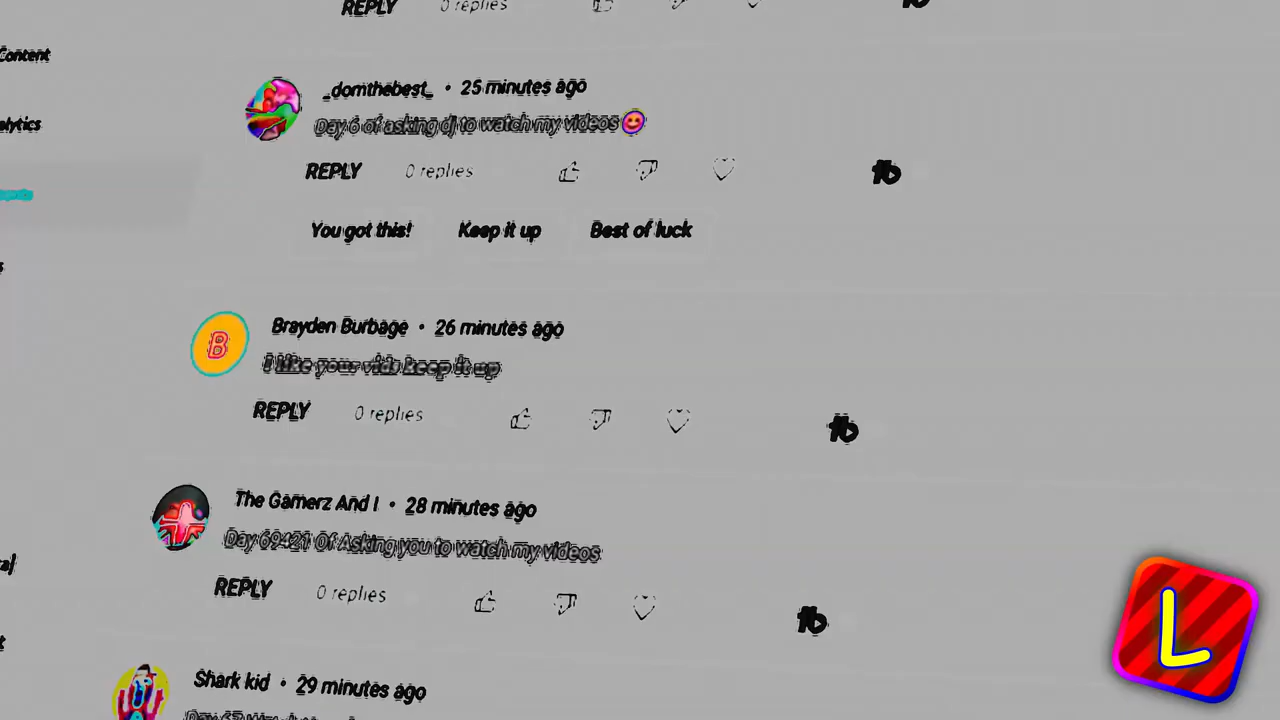 REPLY 0 replies
Content
_domthebest_ • 25 minutes ago
Day 6 of asking dj to watch my videos
alytics
REPLY 0 replies
You got this! Keep it up Best of luck
Brayden Burbage • 26 minutes ago
B
I like your vids keep it up
REPLY 0 replies
The Gamerz And I • 28 minutes ago
Day 69421 Of Asking you to watch my videos
REPLY 0 replies
L
Shark kid • 29 minutes ago